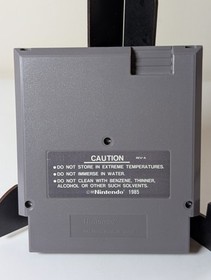 CAUTION
•DO NOT STORE IN EXTREME TEMPERATURES.
•DO NOT IMMERSE IN WATER.
•DO NOT CLEAN WITH BENZENE, THINNER,
ALCOHOL OR OTHER SUCH SOLVENTS.
©Nintendo 1985